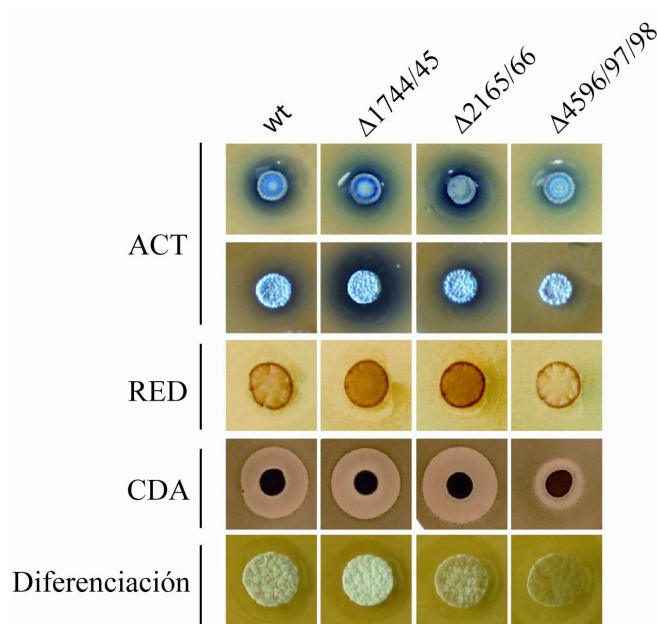 wt
Δ1744/45
Δ2165/66
Δ4596/97/98
ACT
RED
CDA
Diferenciación